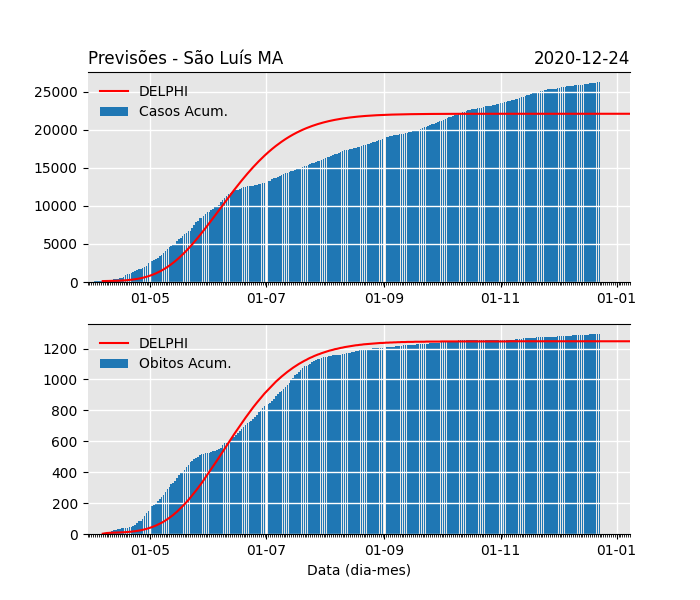 Previsões - São Luís MA 2020-12-24
DELPHI
Casos Acum.
25000
20000
15000
10000
5000
0
01-05 01-07 01-09 01-11 01-01
DELPHI
Obitos Acum.
1200
1000
800
600
400
200
0
01-05 01-07 01-09 01-11 01-01
Data (dia-mes)